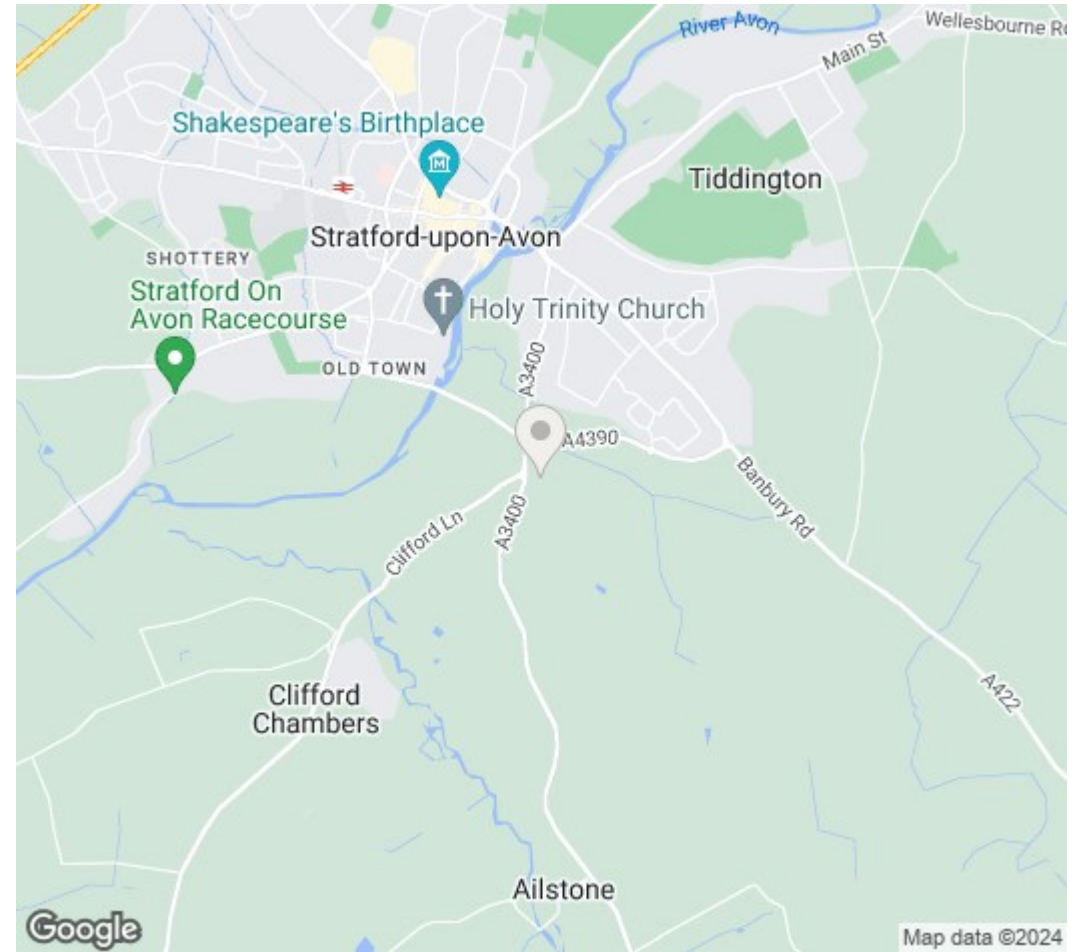 River Avon
Wellesbourne Rd
Main St
Shakespeare's Birthplace
M
Tiddington
Stratford-upon-Avon
SHOTTERY
Stratford On
Avon Racecourse
Holy Trinity Church
OLD TOWN
A3400
A4390
Banbury Rd
A3400
Clifford Ln
Clifford
Chambers
A422
Ailstone
Google
Map data ©2024